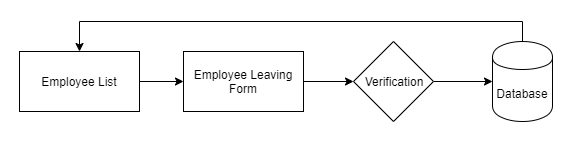 Employee List
Employee Leaving
Form
Verification
Database